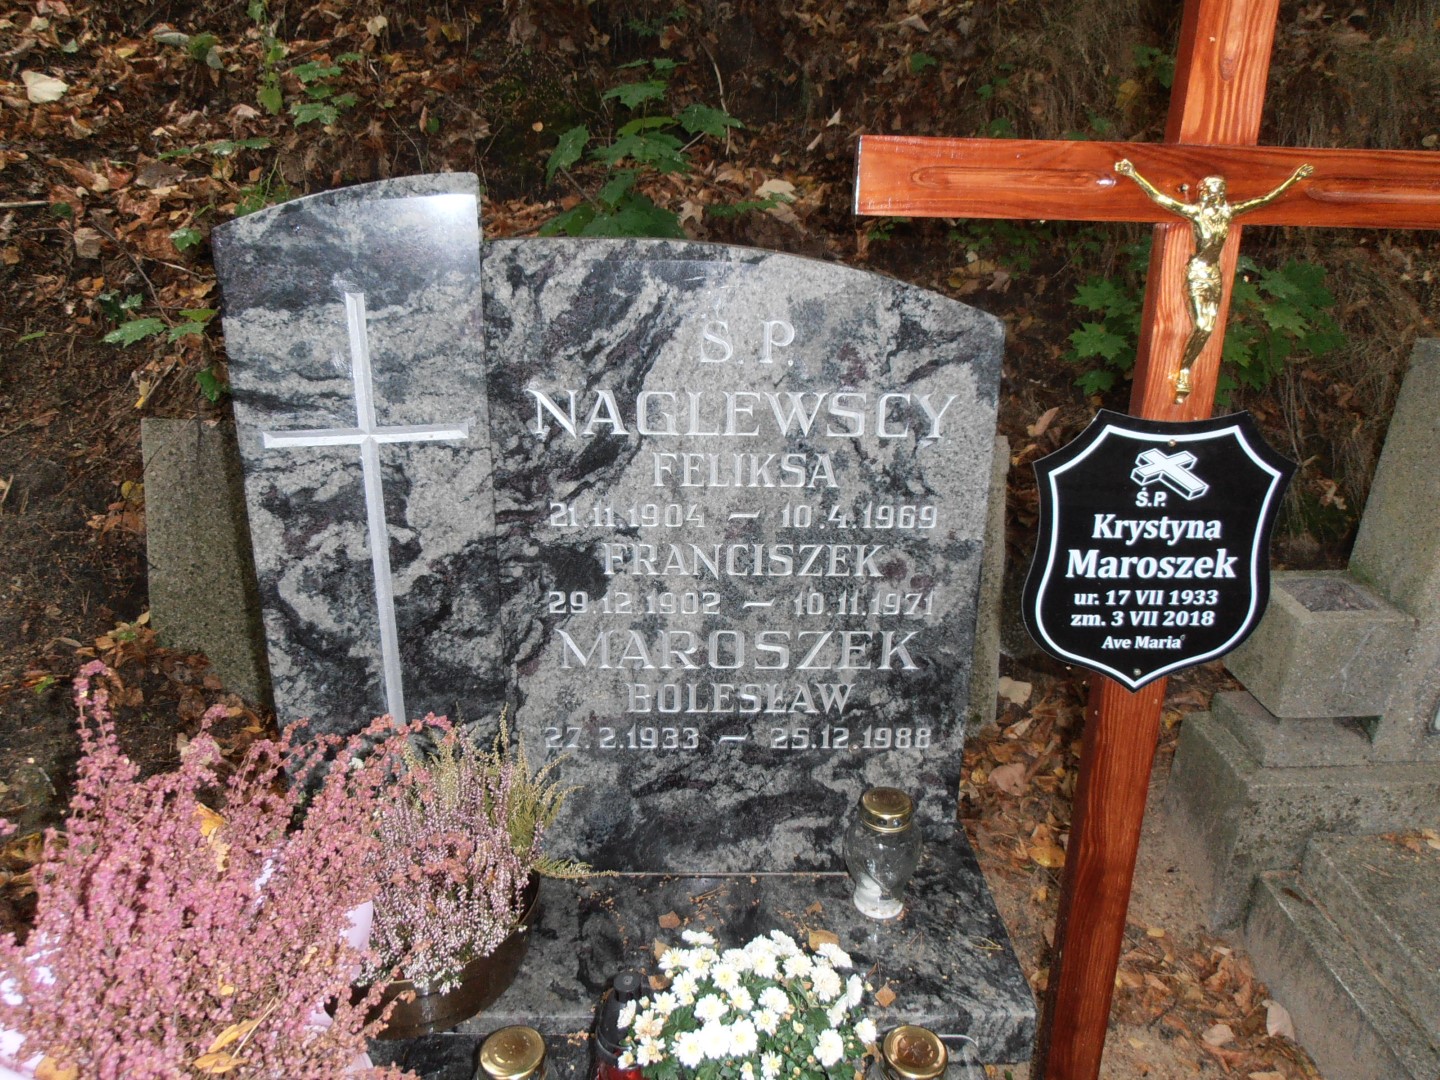 Ś. P.
NAGLEWSCY
FELIKSA
21.11.1904 — 10.4.1969
FRANCISZEK
29.12.1902 — 10.11.1971
MAROSZEK
BOLESŁAW
27.2.1933 — 25.12.1988
Ś.P.
Krystyna
Maroszek
ur. 17 VII 1933
zm. 3 VII 2018
Ave Maria